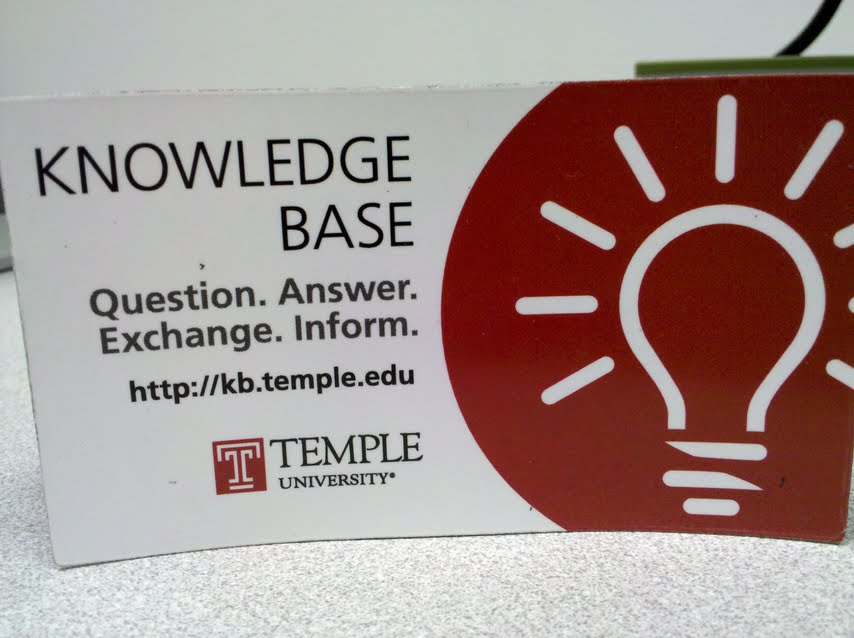 KNOWLEDGE
BASE
Question. Answer.
Exchange. Inform.
http://kb.temple.edu
T TEMPLE
UNIVERSITY®